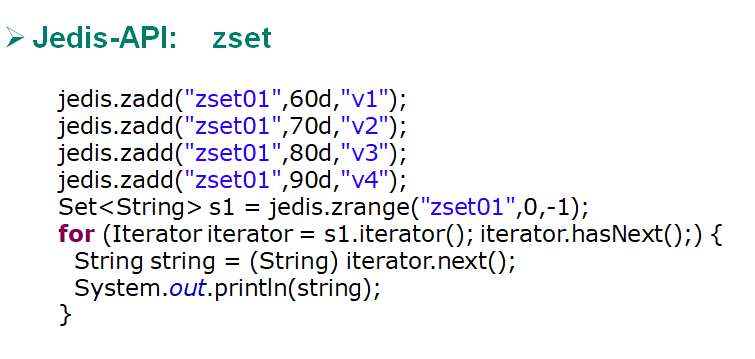 ➢ Jedis-API: zset
jedis.zadd("zset01",60d,"v1");
jedis.zadd("zset01",70d,"v2");
jedis.zadd("zset01",80d,"v3");
jedis.zadd("zset01",90d,"v4");
Set<String> s1 = jedis.zrange("zset01",0,-1);
for (Iterator iterator = s1.iterator(); iterator.hasNext();) {
String string = (String) iterator.next();
System.out.println(string);
}